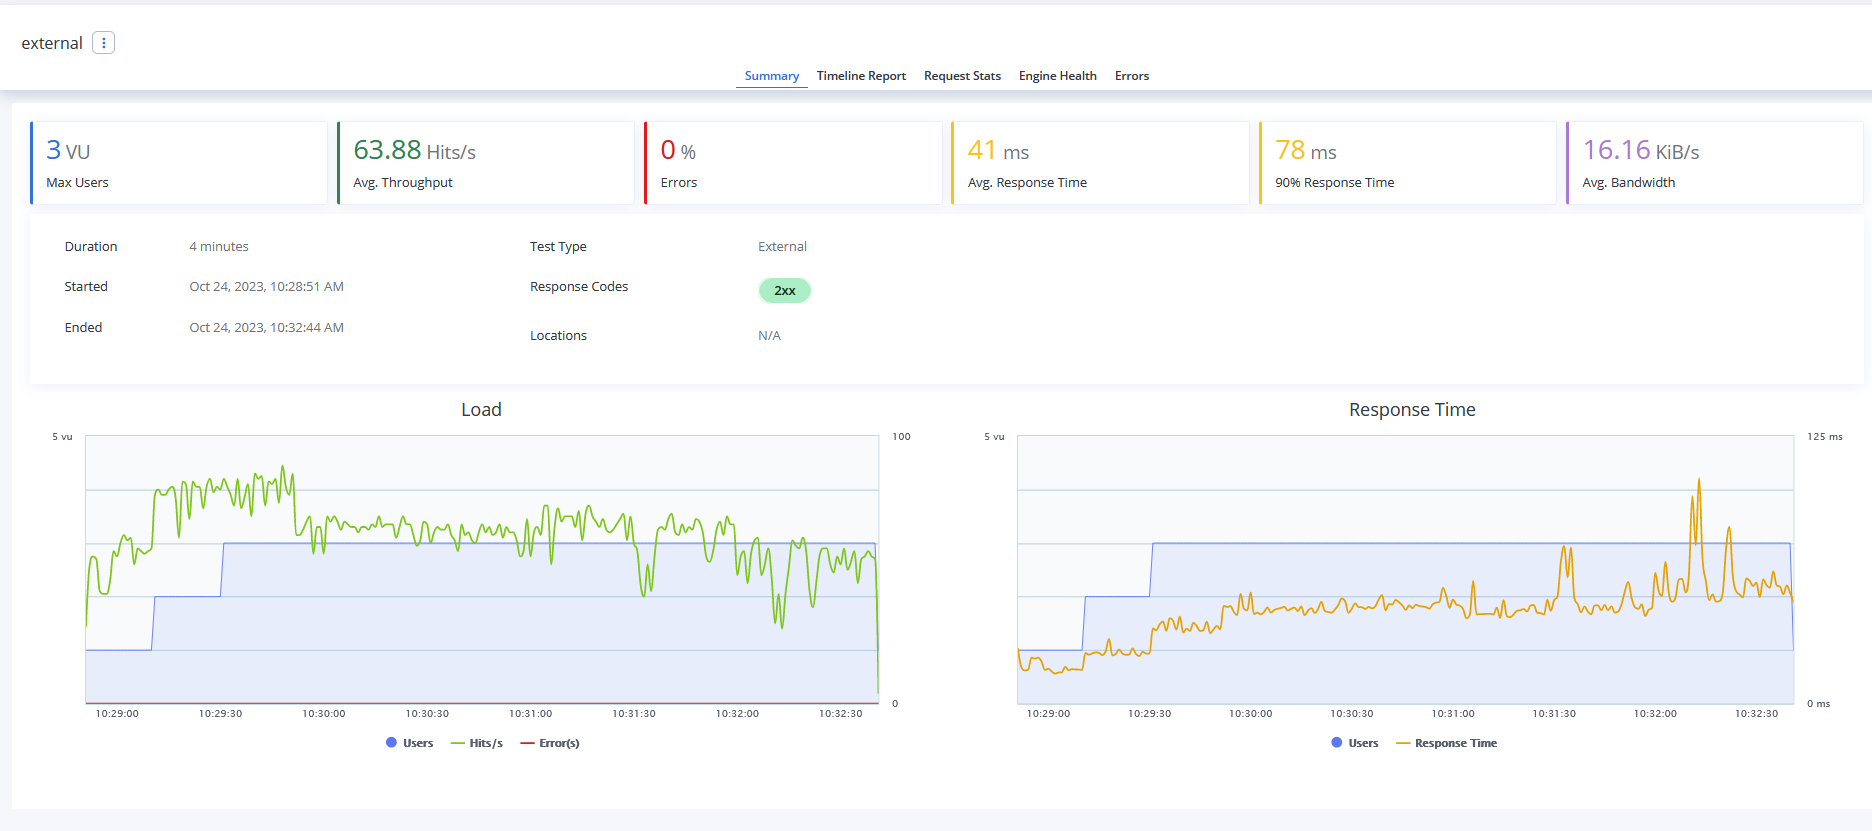 external
Summary Timeline Report Request Stats Engine Health Errors
3 VU
Max Users
63.88 Hits/s
Avg. Throughput
0 %
Errors
41 ms
Avg. Response Time
78 ms
90% Response Time
16.16 KiB/s
Avg. Bandwidth
Duration 4 minutes
Started Oct 24, 2023, 10:28:51 AM
Ended Oct 24, 2023, 10:32:44 AM
Test Type External
Response Codes 2xx
Locations N/A
Load
5 vu
100
0
10:29:00 10:29:30 10:30:00 10:30:30 10:31:00 10:31:30 10:32:00 10:32:30
Users Hits/s Error(s)
Response Time
5 vu
125 ms
0 ms
10:29:00 10:29:30 10:30:00 10:30:30 10:31:00 10:31:30 10:32:00 10:32:30
Users Response Time